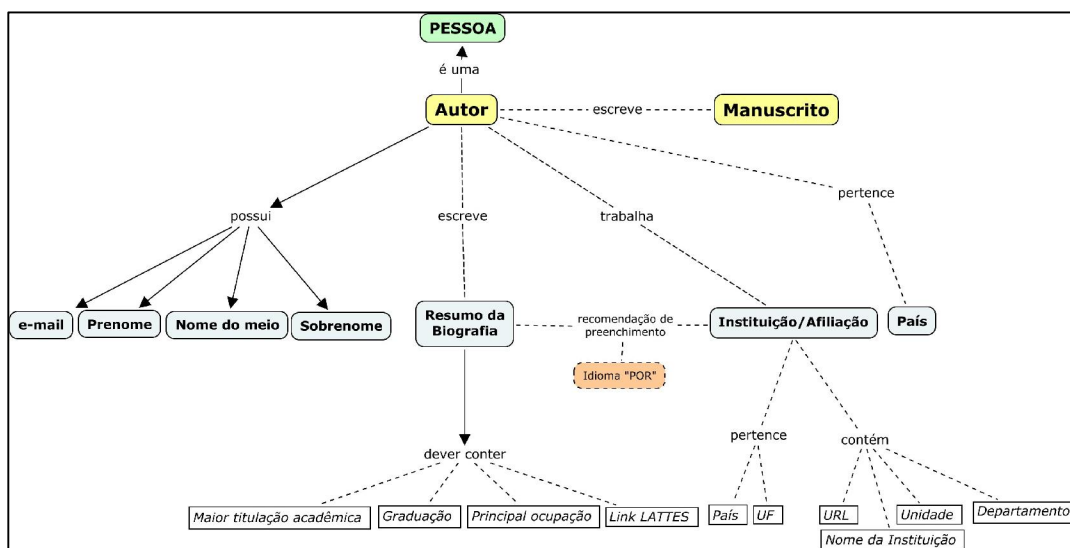 PESSOA
é uma
Autor
escreve
Manuscrito
possui
escreve
trabalha
pertence
e-mail
Prenome
Nome do meio
Sobrenome
Resumo da
Biografia
recomendação de
preenchimento
Instituição/Afiliação
País
Idioma "POR"
dever conter
pertence
contém
Maior titulação acadêmica
Graduação
Principal ocupação
Link LATTES
País
UF
URL
Unidade
Departamento
Nome da Instituição